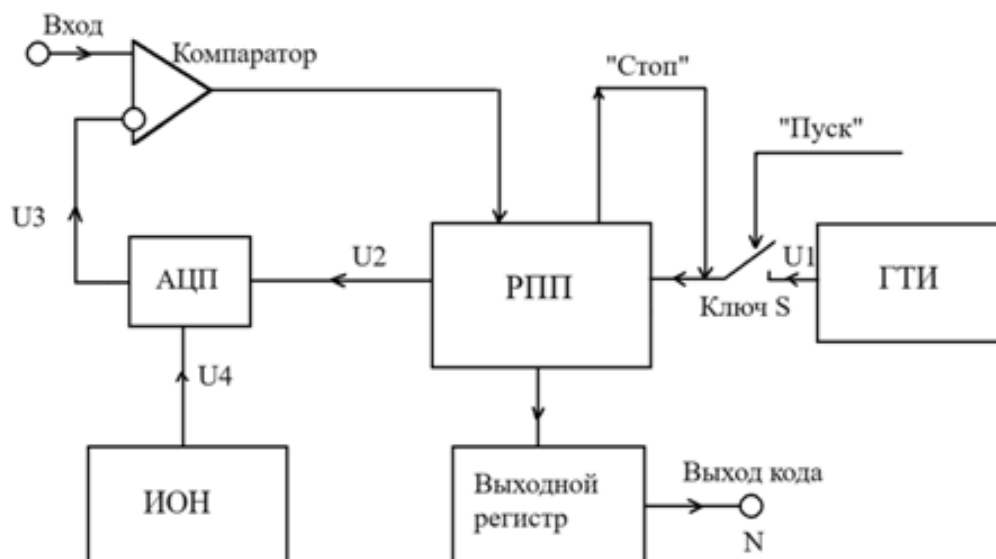 Вход
Компаратор
"Стоп"
"Пуск"
U3
АЦП
U2
РПП
U1
Ключ S
ГТИ
U4
ИОН
Выходной
регистр
Выход кода
N